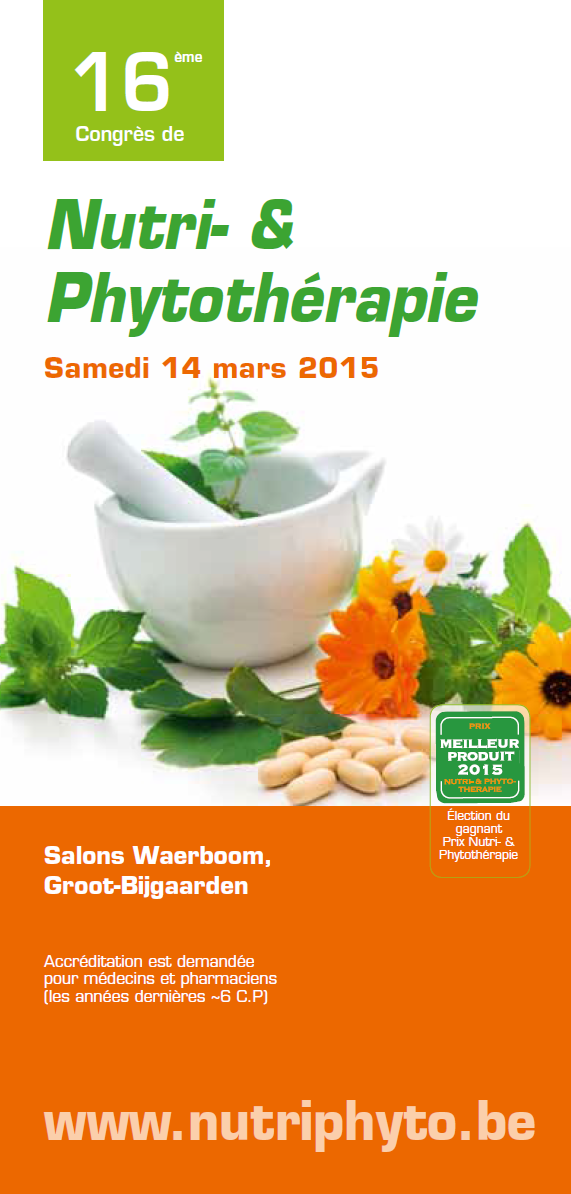 16ème
Congrès de
Nutri- &
Phytothérapie
Samedi 14 mars 2015
PRIX
MEILLEUR
PRODUIT
2015
NUTRI- & PHYTO-
THERAPIE
Élection du
gagnant
Prix Nutri- &
Phytothérapie
Salons Waerboom,
Groot-Bijgaarden
Accréditation est demandée
pour médecins et pharmaciens
(les années dernières ~6 C.P)
www.nutriphyto.be